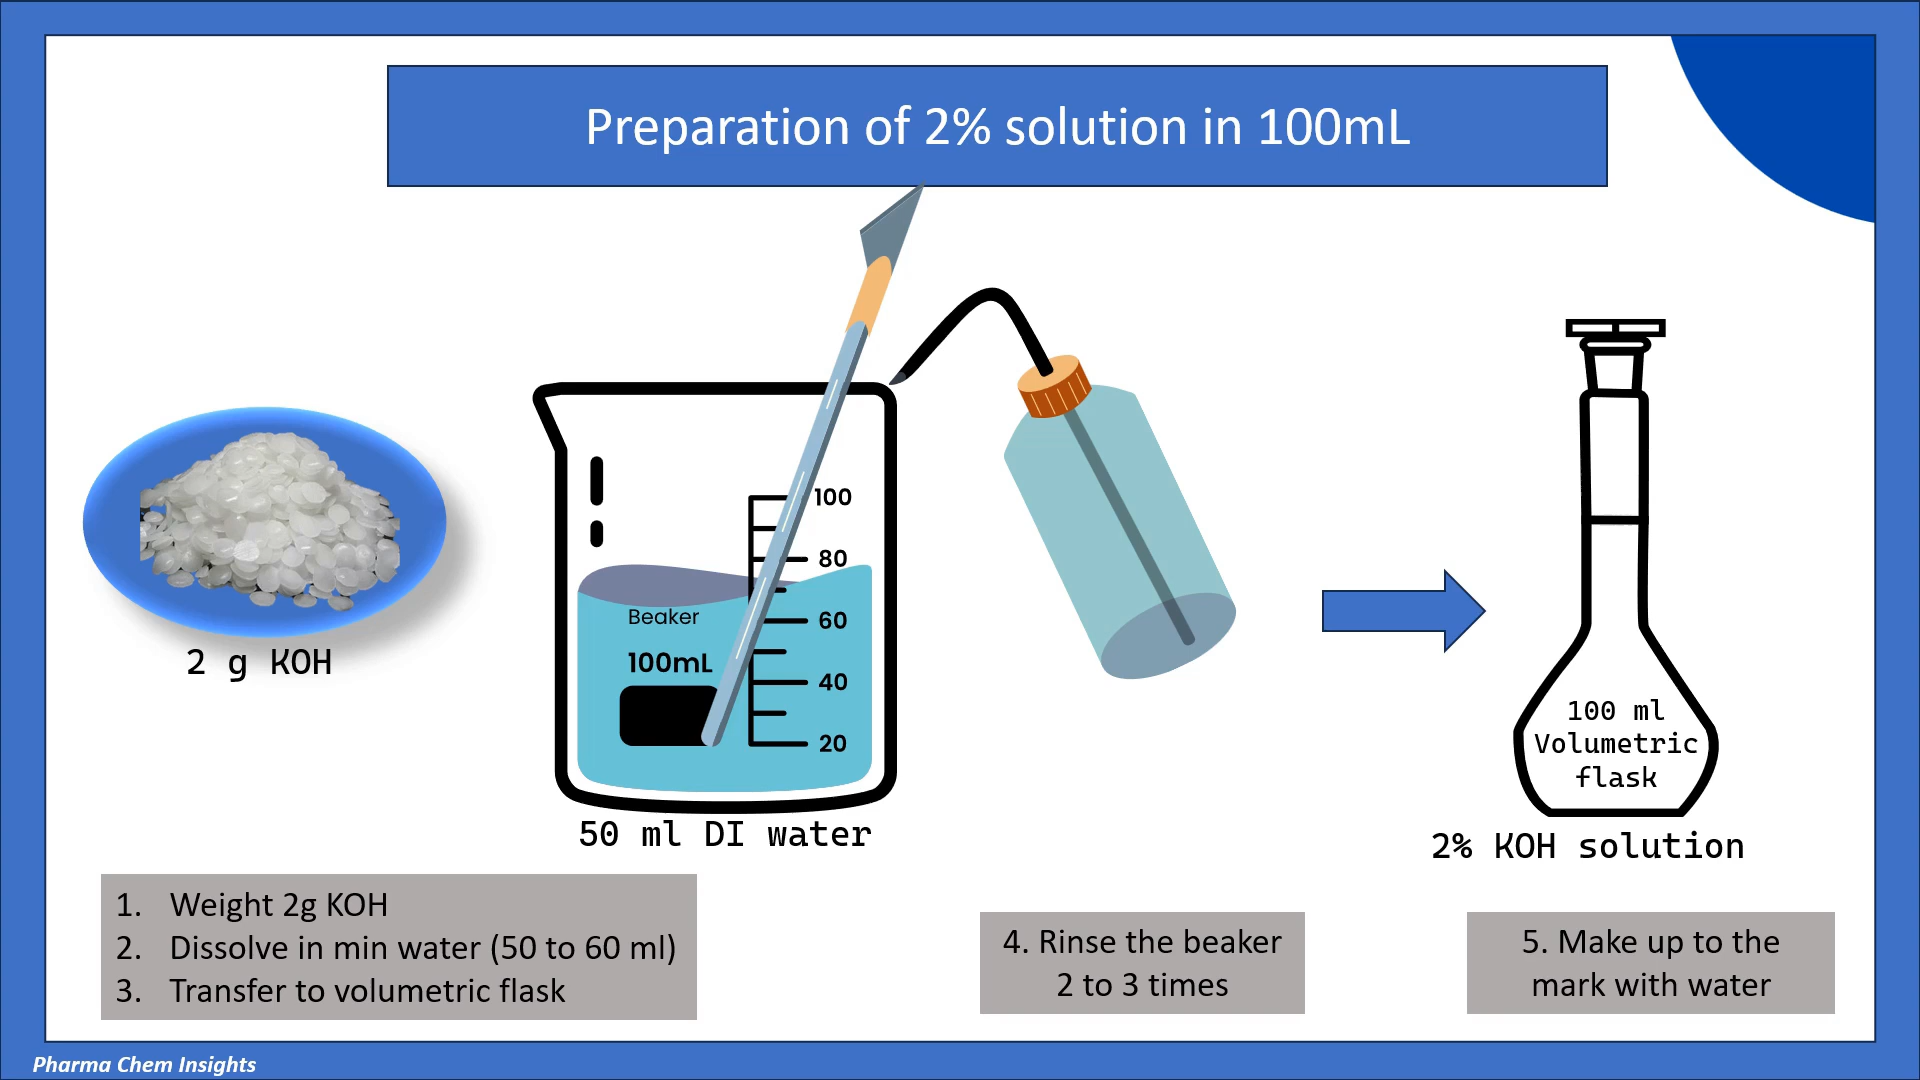 Preparation of 2% solution in 100mL
100
80
Beaker
60
100mL
40
20
2 g KOH
50 ml DI water
100 ml
Volumetric
flask
2% KOH solution
1. Weight 2g KOH
2. Dissolve in min water (50 to 60 ml)
3. Transfer to volumetric flask
4. Rinse the beaker
2 to 3 times
5. Make up to the
mark with water
Pharma Chem Insights